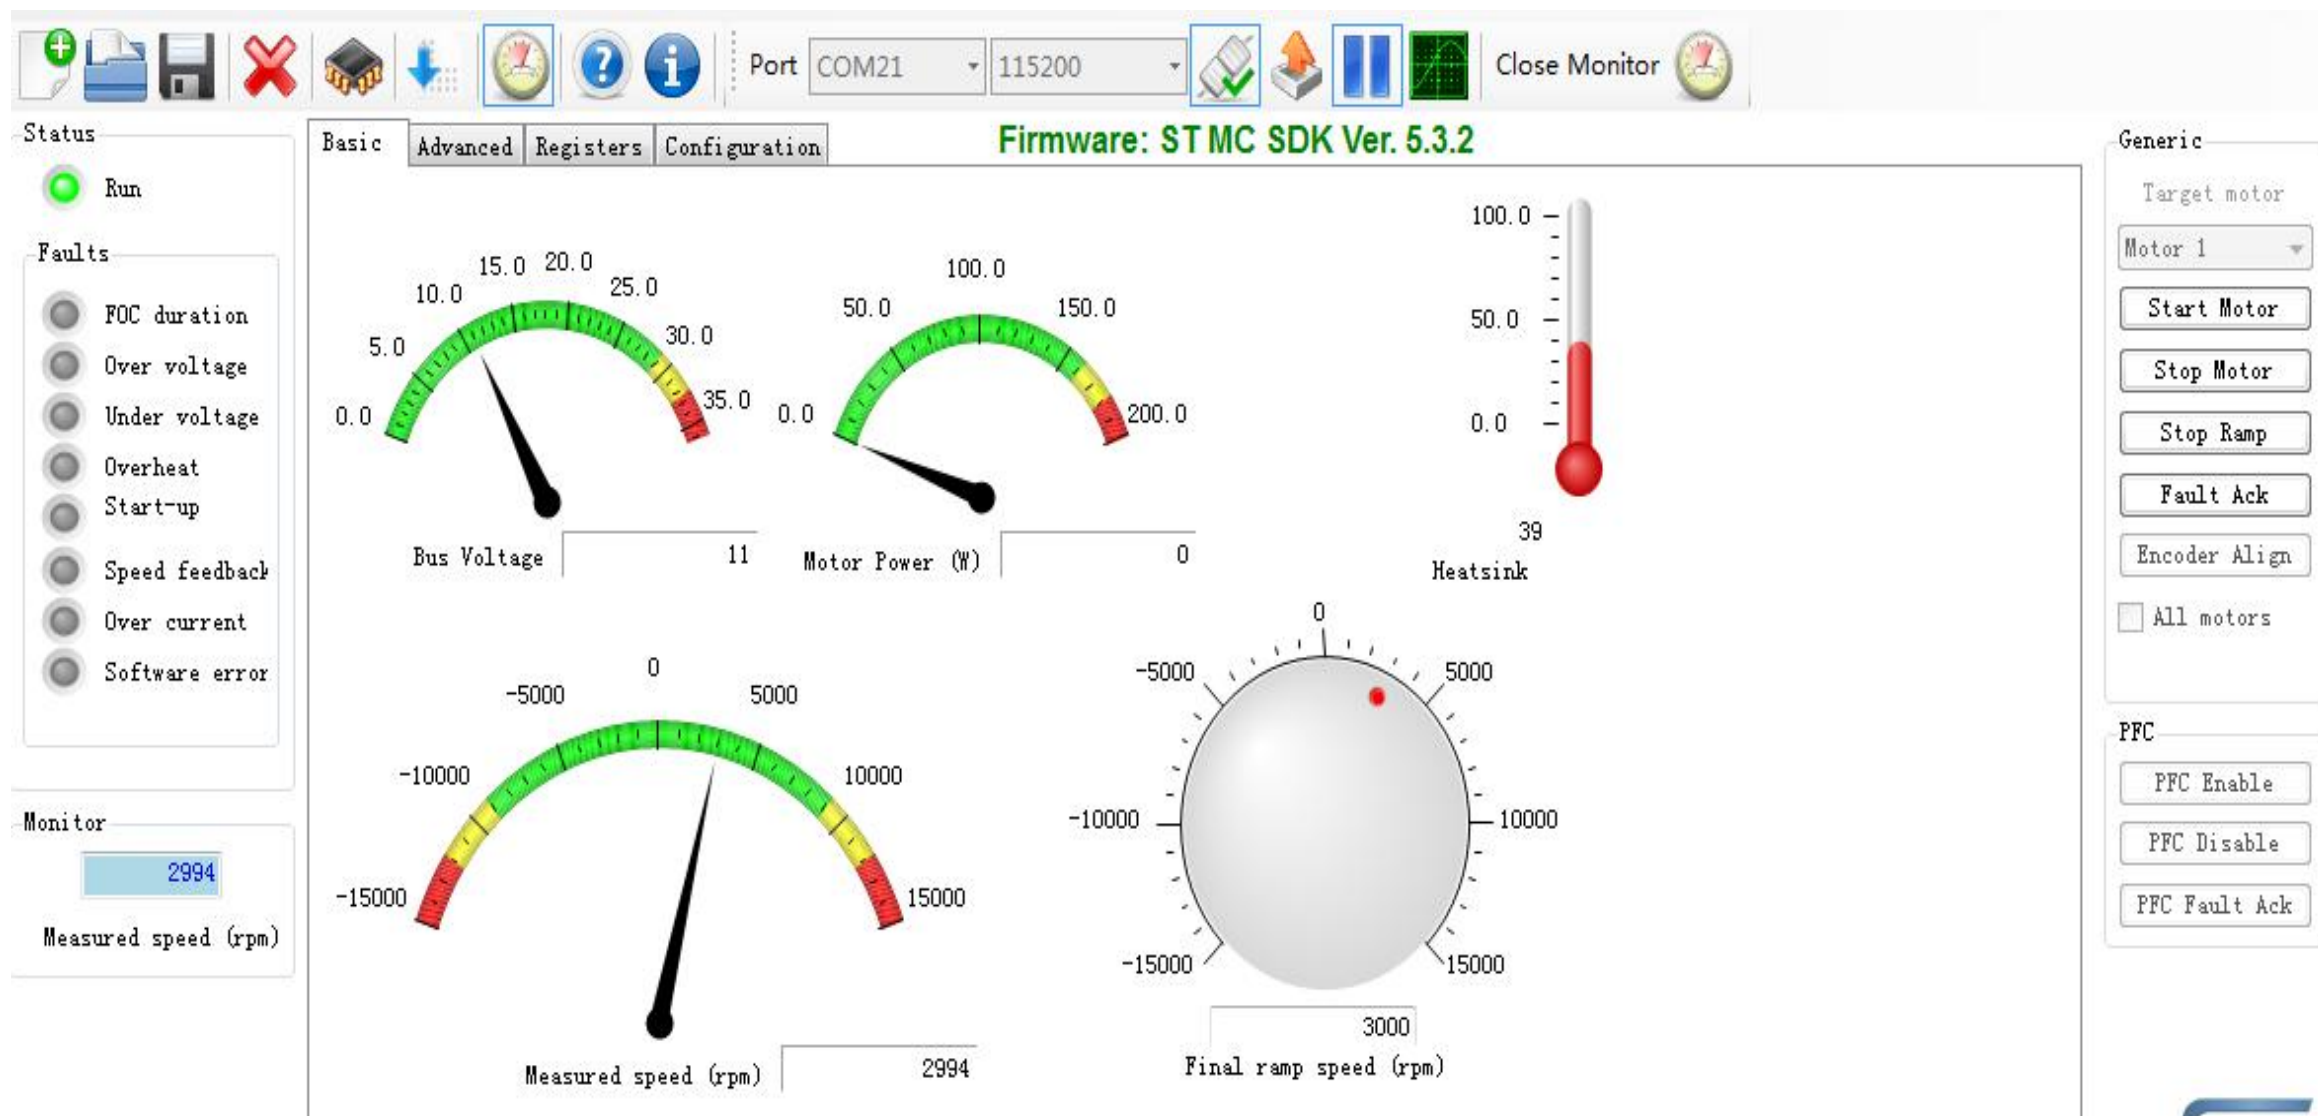 Port COM21 115200 Close Monitor
Status
Run
Faults
FOC duration
Over voltage
Under voltage
Overheat
Start-up
Speed feedback
Over current
Software error
Monitor
2994
Measured speed (rpm)
Basic Advanced Registers Configuration
Firmware: ST MC SDK Ver. 5.3.2
0.0 5.0 10.0 15.0 20.0 25.0 30.0 35.0
Bus Voltage 11
0.0 50.0 100.0 150.0 200.0
Motor Power (W) 0
100.0
50.0
0.0
39
Heatsink
-15000 -10000 -5000 0 5000 10000 15000
Measured speed (rpm) 2994
-15000 -10000 -5000 0 5000 10000 15000
3000
Final ramp speed (rpm)
Generic
Target motor
Motor 1
Start Motor
Stop Motor
Stop Ramp
Fault Ack
Encoder Align
All motors
PFC
PFC Enable
PFC Disable
PFC Fault Ack